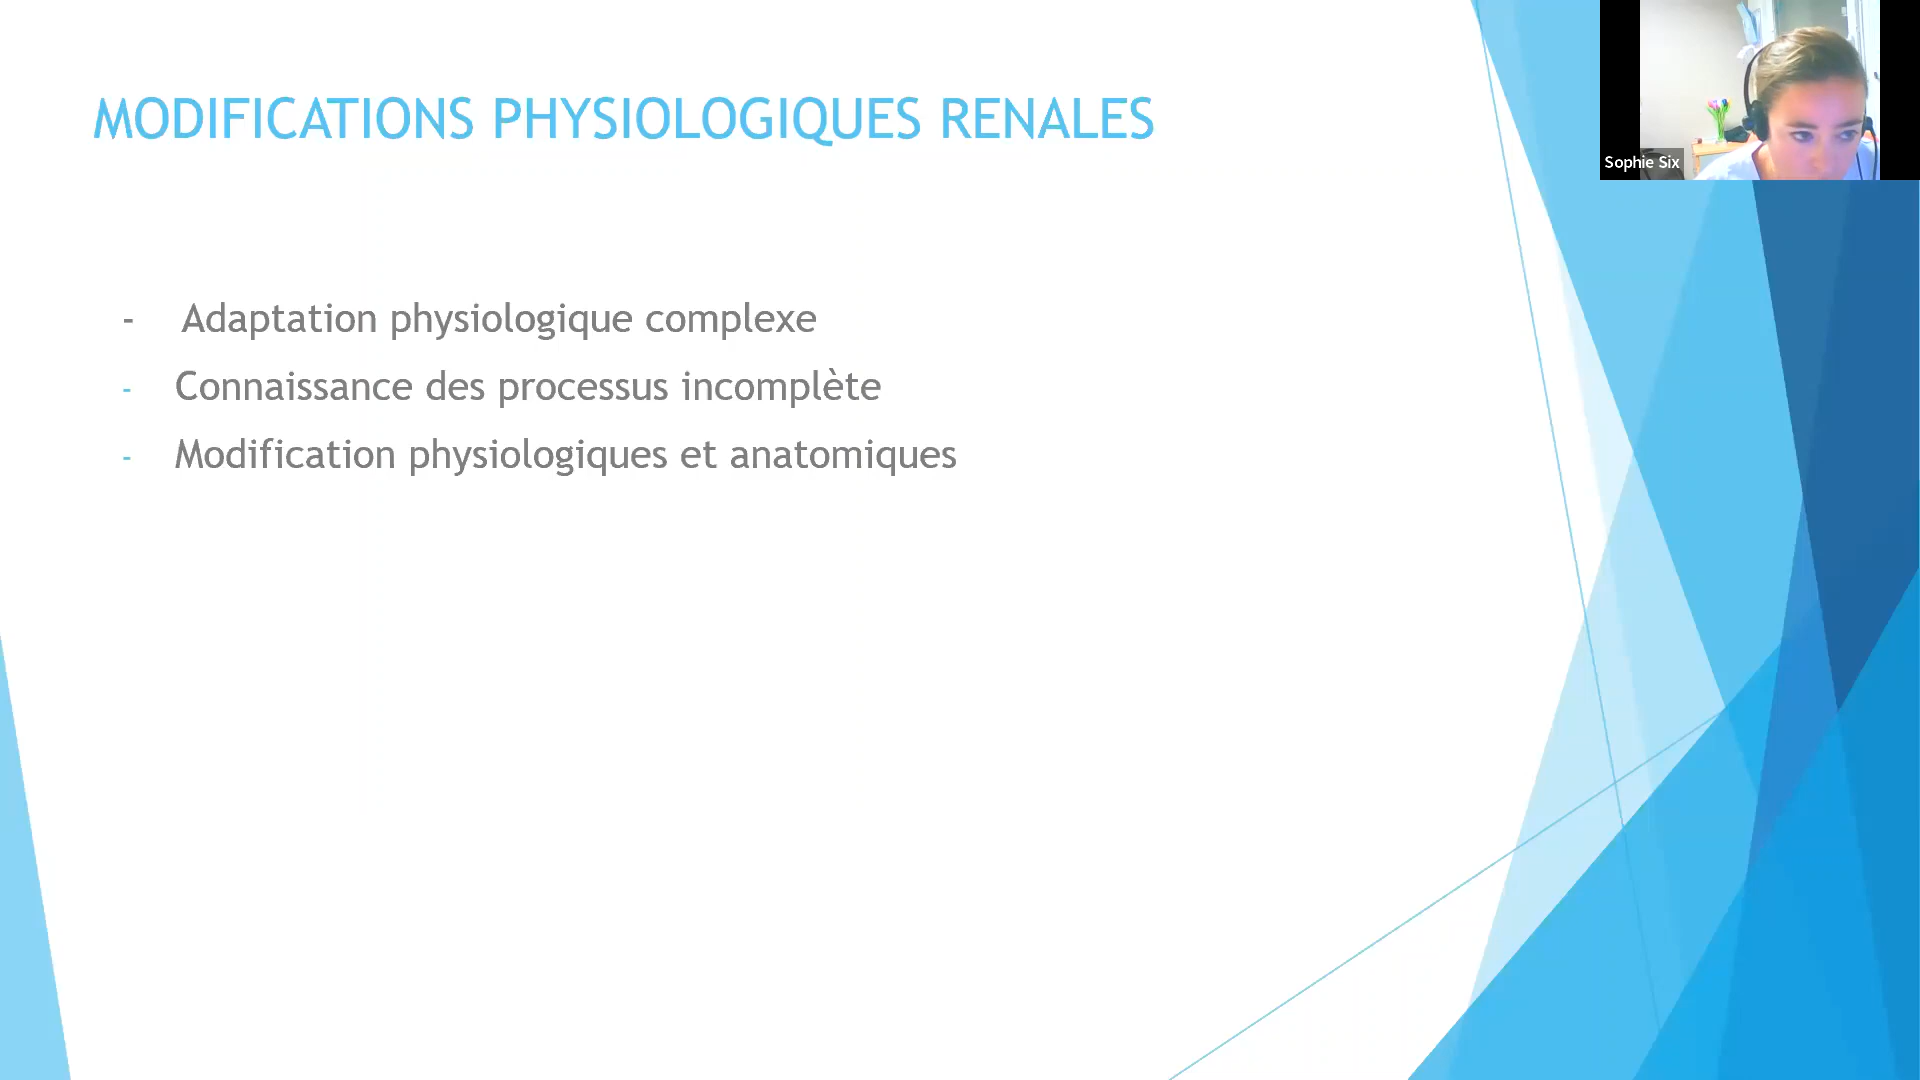 MODIFICATIONS PHYSIOLOGIQUES RENALES
Sophie Six
- Adaptation physiologique complexe
- Connaissance des processus incomplète
- Modification physiologiques et anatomiques